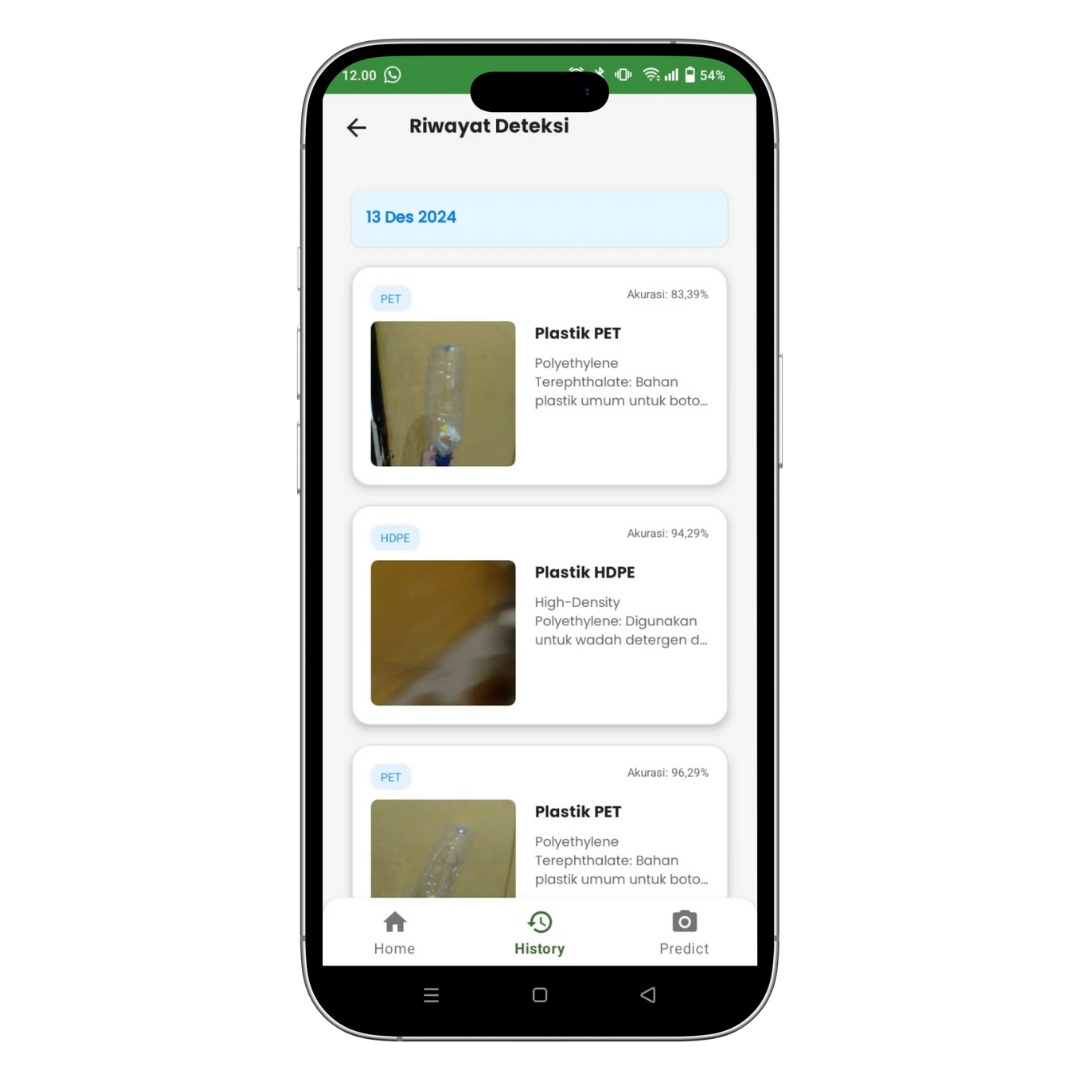 12.00
54%
Riwayat Deteksi
13 Des 2024
PET
Akurasi: 83,39%
Plastik PET
Polyethylene
Terephthalate: Bahan
plastik umum untuk boto...
HDPE
Akurasi: 94,29%
Plastik HDPE
High-Density
Polyethylene: Digunakan
untuk wadah detergen d...
PET
Akurasi: 96,29%
Plastik PET
Polyethylene
Terephthalate: Bahan
plastik umum untuk boto...
Home
History
Predict